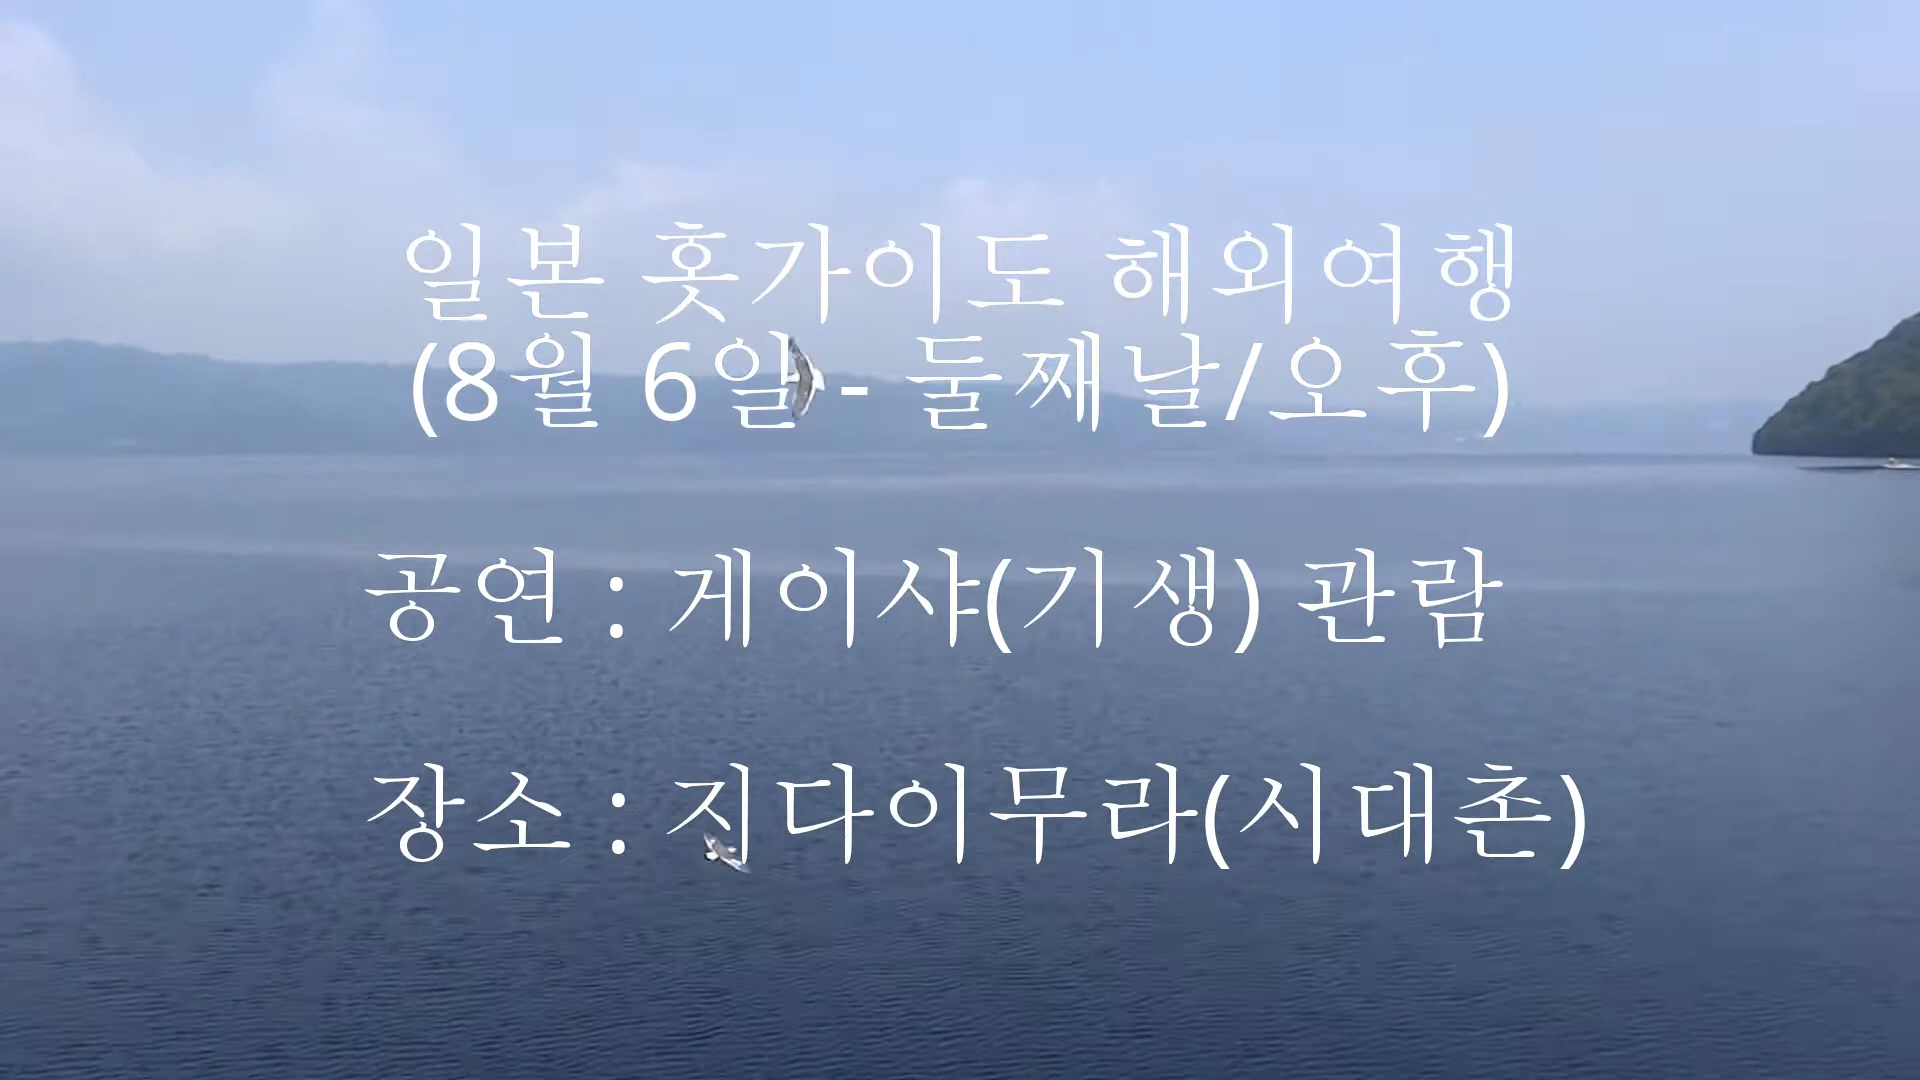 일본 홋가이도 해외여행
(8월 6일 - 둘째날/오후)
공연 : 게이샤(기생) 관람
장소 : 지다이무라(시대촌)